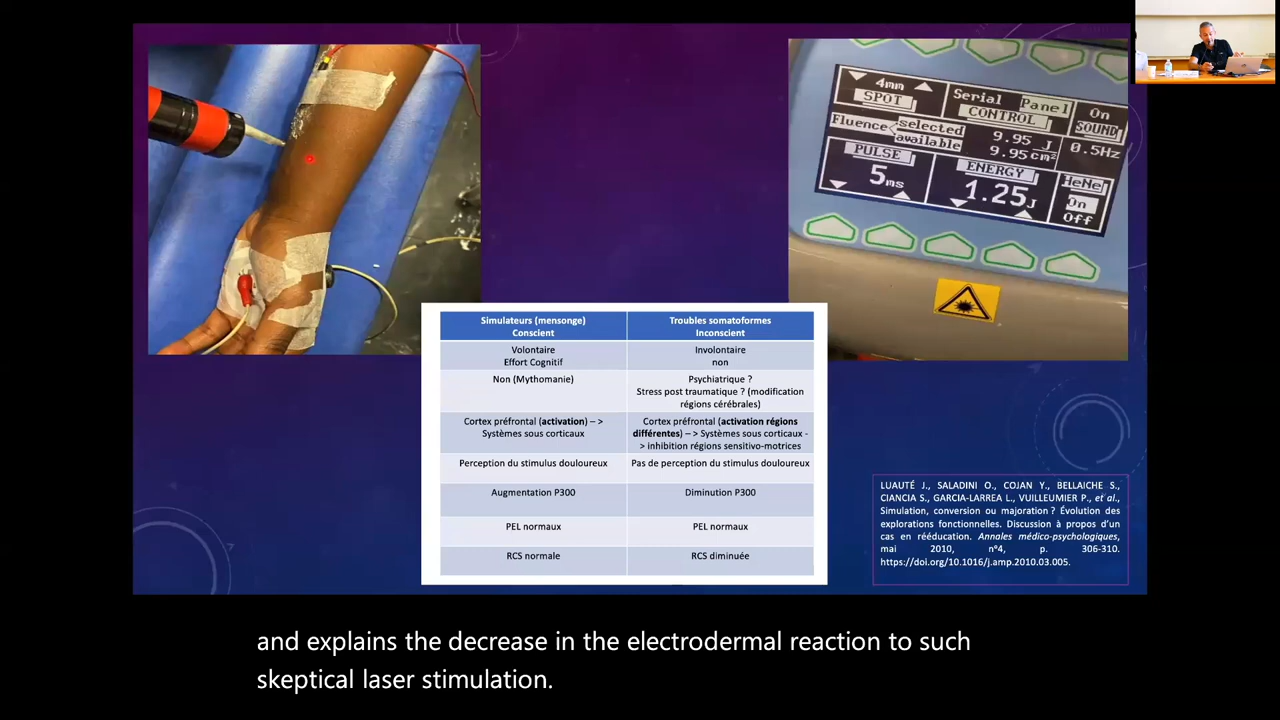 4mm
SPOT
Serial Panel
CONTROL
On
SOUND
0.5Hz
Fluence selected 9.95 J
available 9.95 cm²
PULSE
5ms
ENERGY
1.25J
HeNe
On
Off
Simulateurs (mensonge)
Conscient
Troubles somatoformes
Inconscient
Volontaire
Effort Cognitif
Involontaire
non
Non (Mythomanie)
Psychiatrique ?
Stress post traumatique ? (modification
régions cérébrales)
Cortex préfrontal (activation) – >
Systèmes sous corticaux
Cortex préfrontal (activation régions
différentes) – > Systèmes sous corticaux -
> inhibition régions sensitivo-motrices
Perception du stimulus douloureux
Pas de perception du stimulus douloureux
Augmentation P300
Diminution P300
PEL normaux
PEL normaux
RCS normale
RCS diminuée
LUAUTÉ J., SALADINI O., COJAN Y., BELLAICHE S.,
CIANCIA S., GARCIA-LARREA L., VUILLEUMIER P., et al.,
Simulation, conversion ou majoration ? Évolution des
explorations fonctionnelles. Discussion à propos d’un
cas en rééducation. Annales médico-psychologiques,
mai 2010, n°4, p. 306-310.
https://doi.org/10.1016/j.amp.2010.03.005.
and explains the decrease in the electrodermal reaction to such
skeptical laser stimulation.